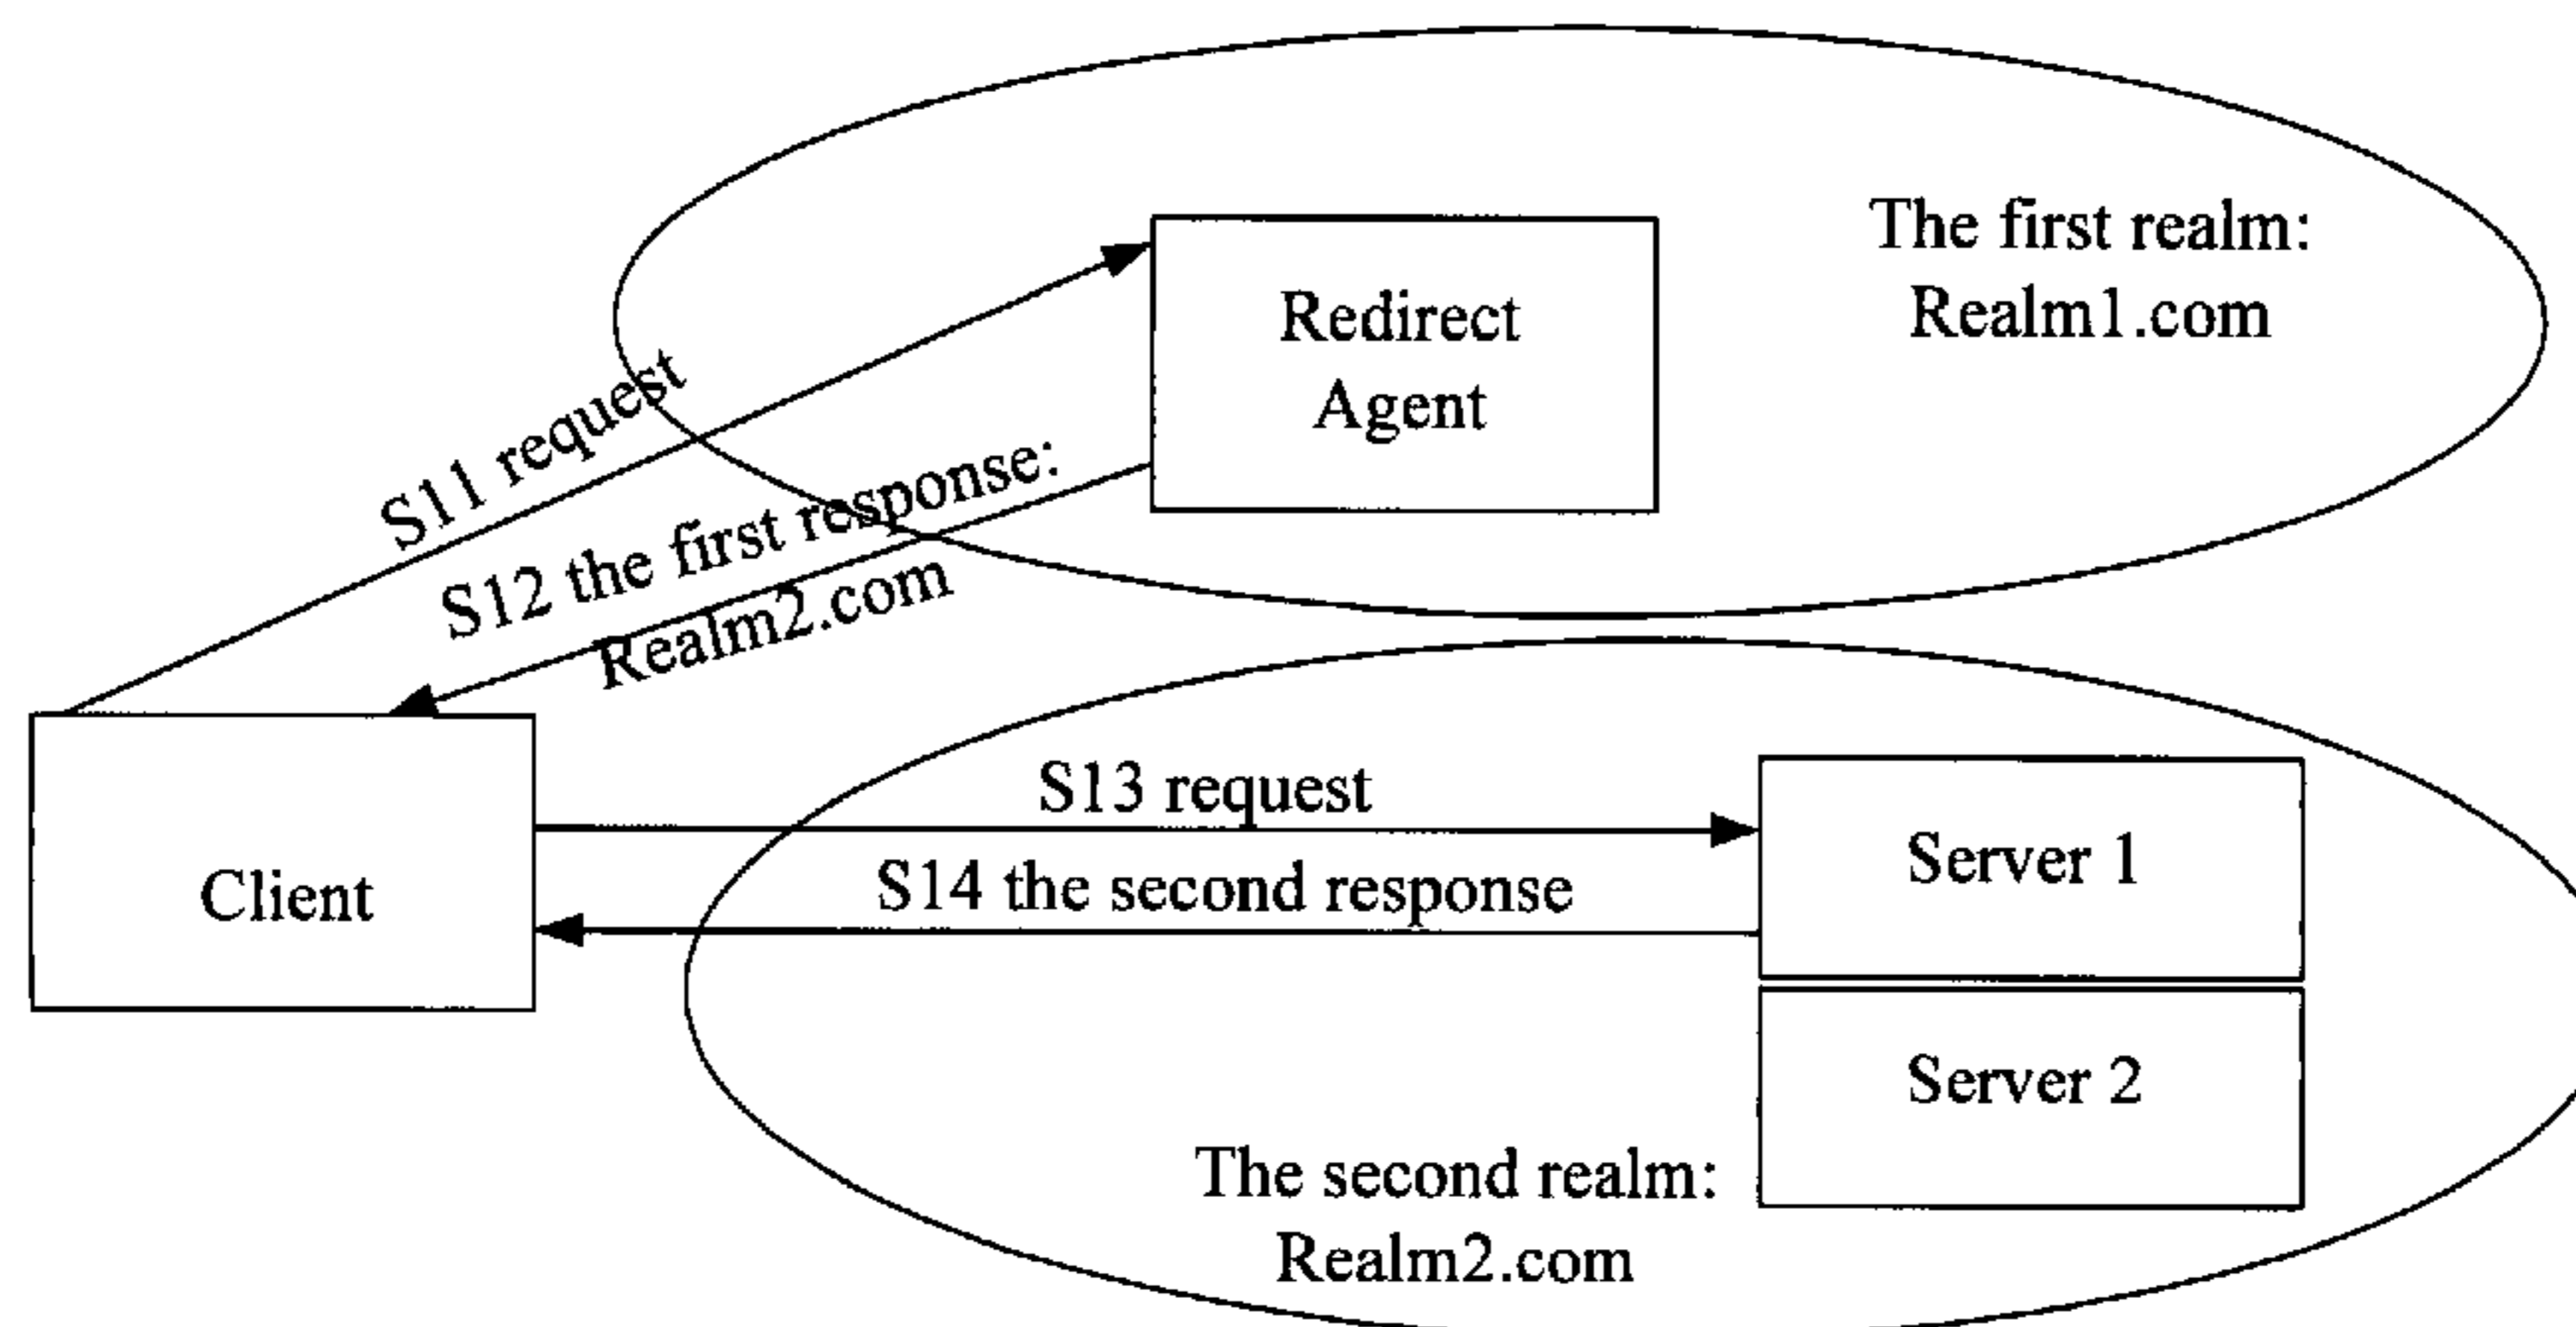 The first realm:
Realm1.com
Redirect
Agent
S11 request
S12 the first response:
Realm2.com
Client
S13 request
S14 the second response
Server 1
Server 2
The second realm:
Realm2.com